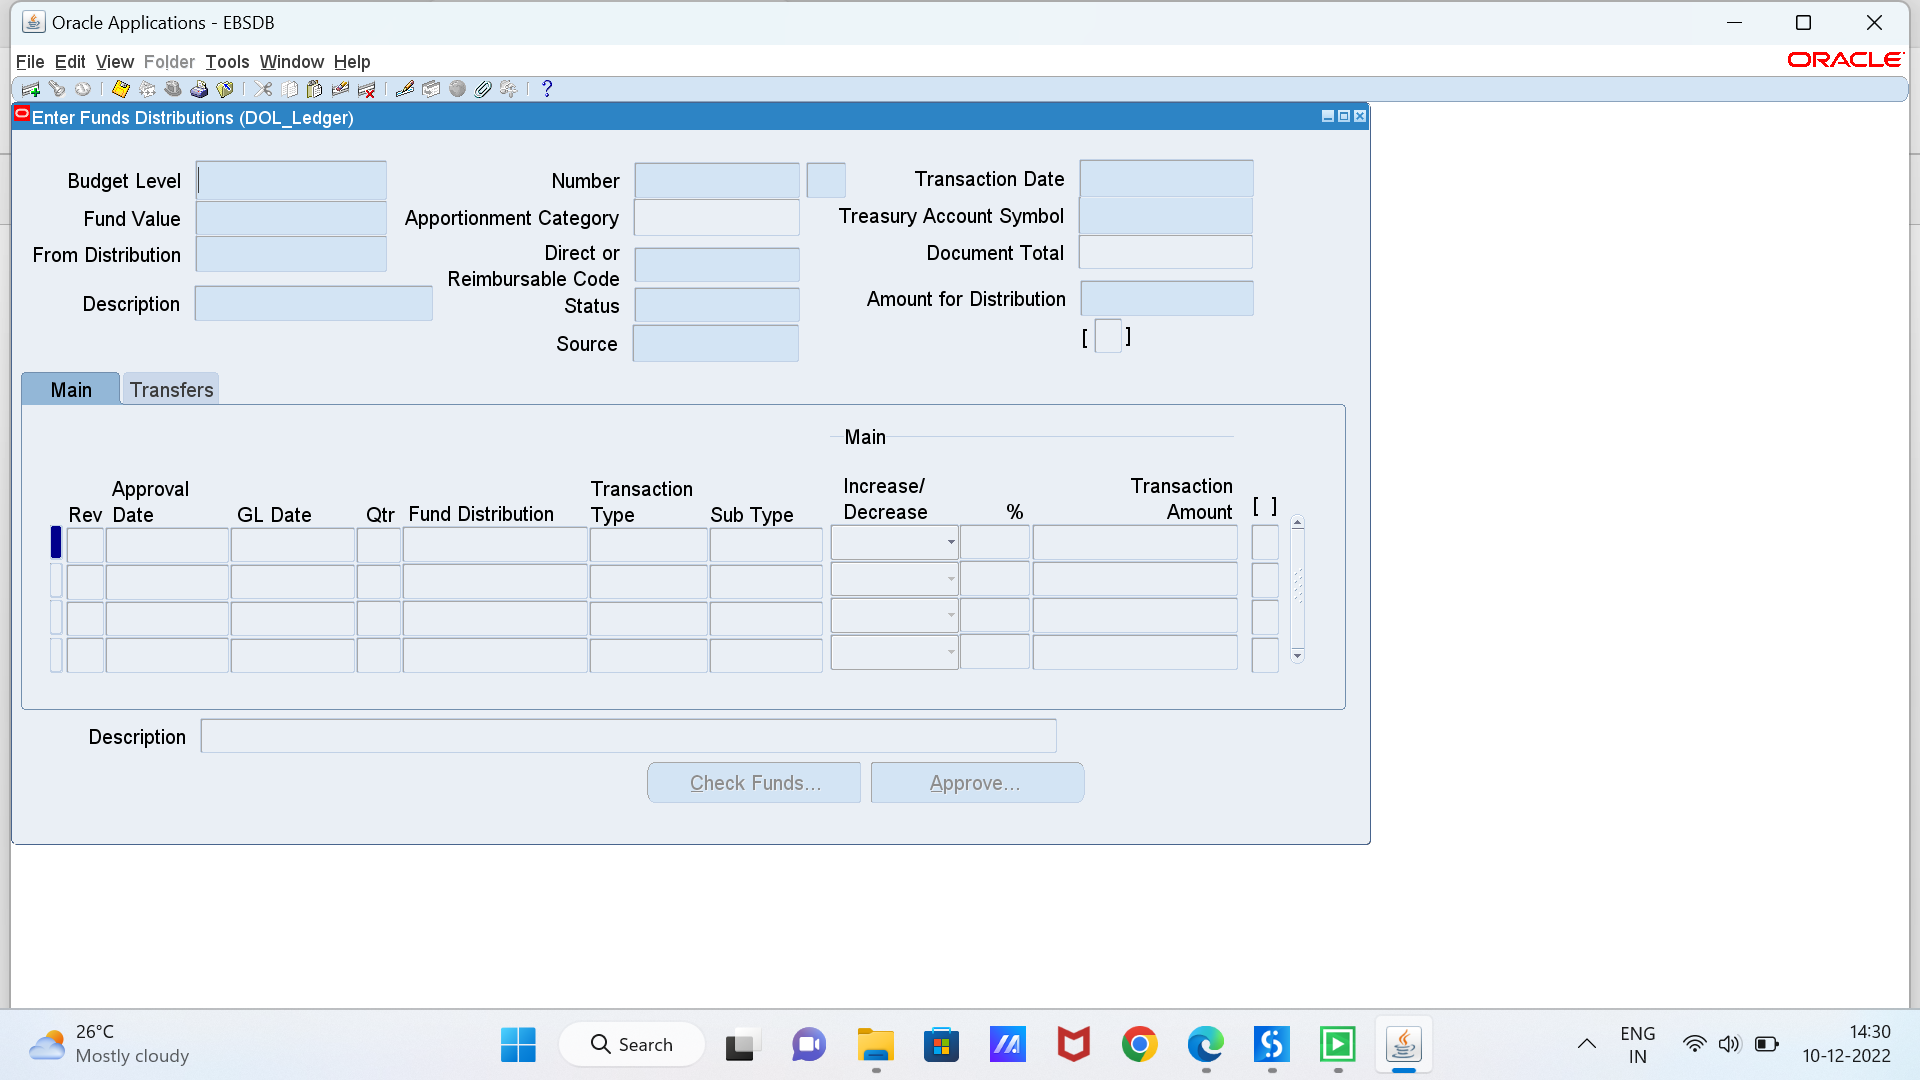 Oracle Applications - EBSDB
File Edit View Folder Tools Window Help
ORACLE
Enter Funds Distributions (DOL_Ledger)
Budget Level
Number
Transaction Date
Fund Value
Apportionment Category
Treasury Account Symbol
From Distribution
Direct or
Reimbursable Code
Document Total
Description
Status
Amount for Distribution
Source
[ ]
Main
Transfers
Main
Rev
Approval
Date
GL Date
Qtr
Fund Distribution
Transaction
Type
Sub Type
Increase/
Decrease
%
Transaction
Amount
[ ]
Description
Check Funds...
Approve...
26°C
Mostly cloudy
Search
ENG
IN
14:30
10-12-2022